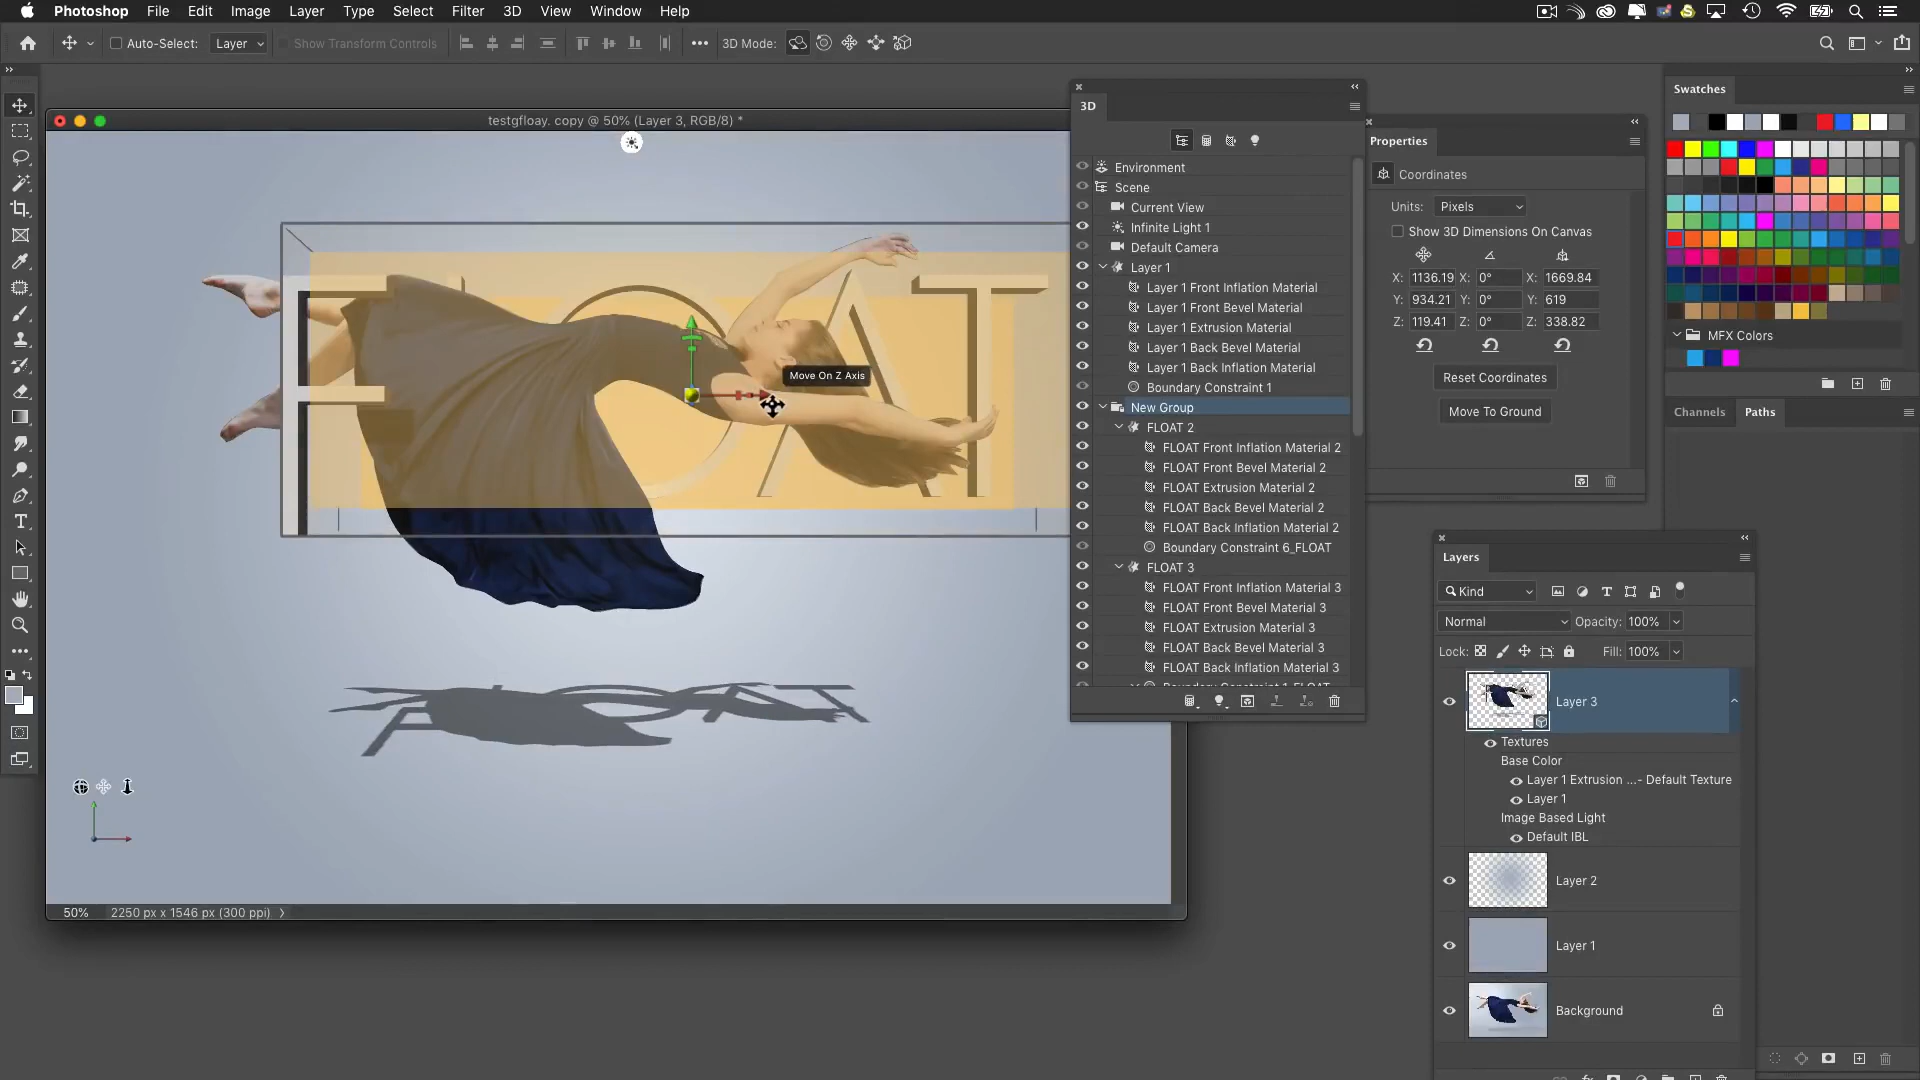 Photoshop File Edit Image Layer Type Select Filter 3D View Window Help
Auto-Select: Layer Show Transform Controls 3D Mode:
testgfloay. copy @ 50% (Layer 3, RGB/8) *
FLOAT
Move On Z Axis
50% 2250 px x 1546 px (300 ppi)
3D
Environment
Scene
Current View
Infinite Light 1
Default Camera
Layer 1
Layer 1 Front Inflation Material
Layer 1 Front Bevel Material
Layer 1 Extrusion Material
Layer 1 Back Bevel Material
Layer 1 Back Inflation Material
Boundary Constraint 1
New Group
FLOAT 2
FLOAT Front Inflation Material 2
FLOAT Front Bevel Material 2
FLOAT Extrusion Material 2
FLOAT Back Bevel Material 2
FLOAT Back Inflation Material 2
Boundary Constraint 6_FLOAT
FLOAT 3
FLOAT Front Inflation Material 3
FLOAT Front Bevel Material 3
FLOAT Extrusion Material 3
FLOAT Back Bevel Material 3
FLOAT Back Inflation Material 3
Properties
Coordinates
Units: Pixels
Show 3D Dimensions On Canvas
X: 1136.19 X: 0° X: 1669.84
Y: 934.21 Y: 0° Y: 619
Z: 119.41 Z: 0° Z: 338.82
Reset Coordinates
Move To Ground
Swatches
MFX Colors
Channels Paths
Layers
Kind
Normal Opacity: 100%
Lock: Fill: 100%
Layer 3
Textures
Base Color
Layer 1 Extrusion ...- Default Texture
Layer 1
Image Based Light
Default IBL
Layer 2
Layer 1
Background